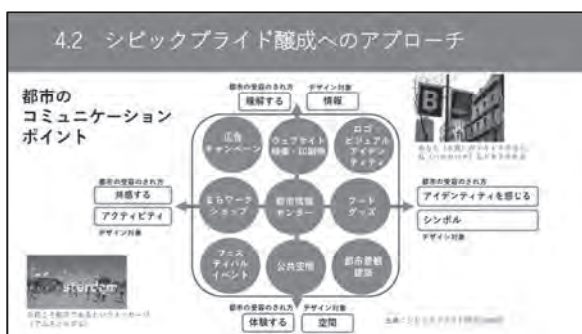 4.2 シビックプライド醸成へのアプローチ
都市の
コミュニケーション
ポイント
都市の受容のされ方 デザイン対象
理解する 情報
B
広告
キャンペーン
ウェブサイト
映像・印刷物
ロゴ
ビジュアル
アイデン
ティティ
都市の受容のされ方
共感する
アクティビティ
デザイン対象
まちワーク
ショップ
都市情報
センター
フード
グッズ
都市の受容のされ方
アイデンティティを感じる
シンボル
デザイン対象
フェス
ティバル
イベント
公共空間
都市景観
建築
sterdam
都市の受容のされ方 デザイン対象
体験する 空間